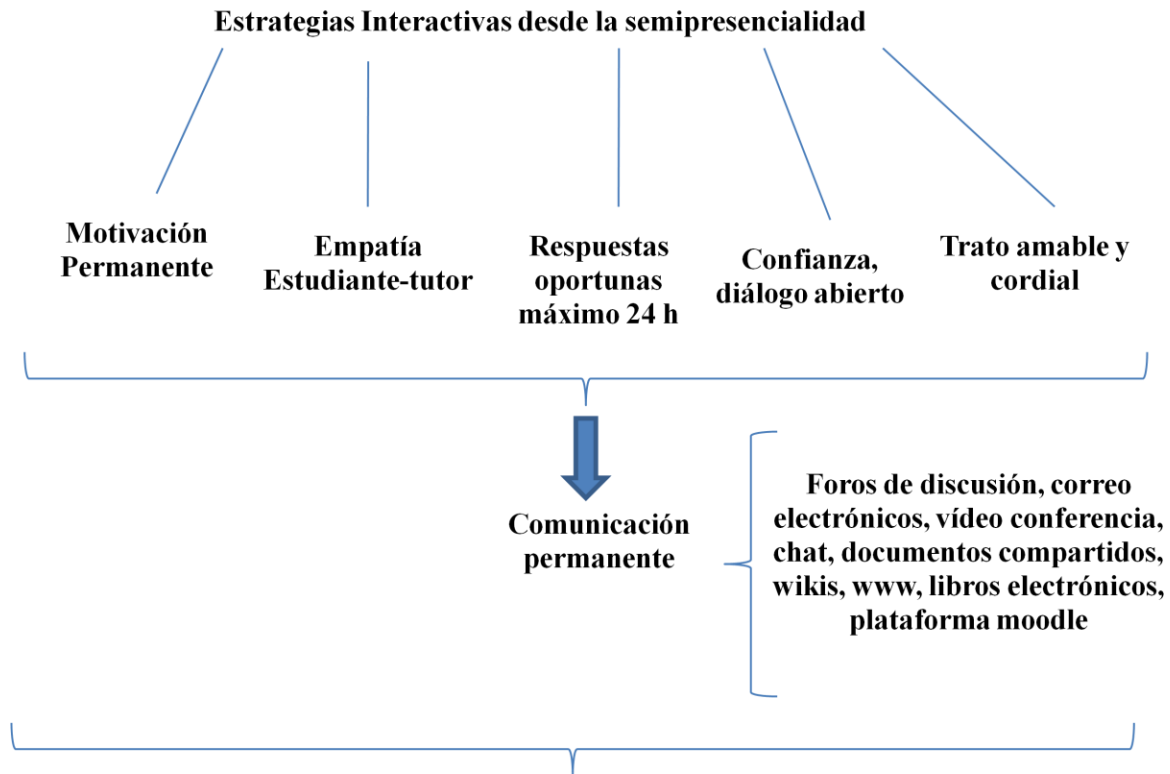 Estrategias Interactivas desde la semipresencialidad
Motivación
Permanente
Empatía
Estudiante-tutor
Respuestas
oportunas
máximo 24 h
Confianza,
diálogo abierto
Trato amable y
cordial
Comunicación
permanente
Foros de discusión, correo
electrónicos, vídeo conferencia,
chat, documentos compartidos,
wikis, www, libros electrónicos,
plataforma moodle